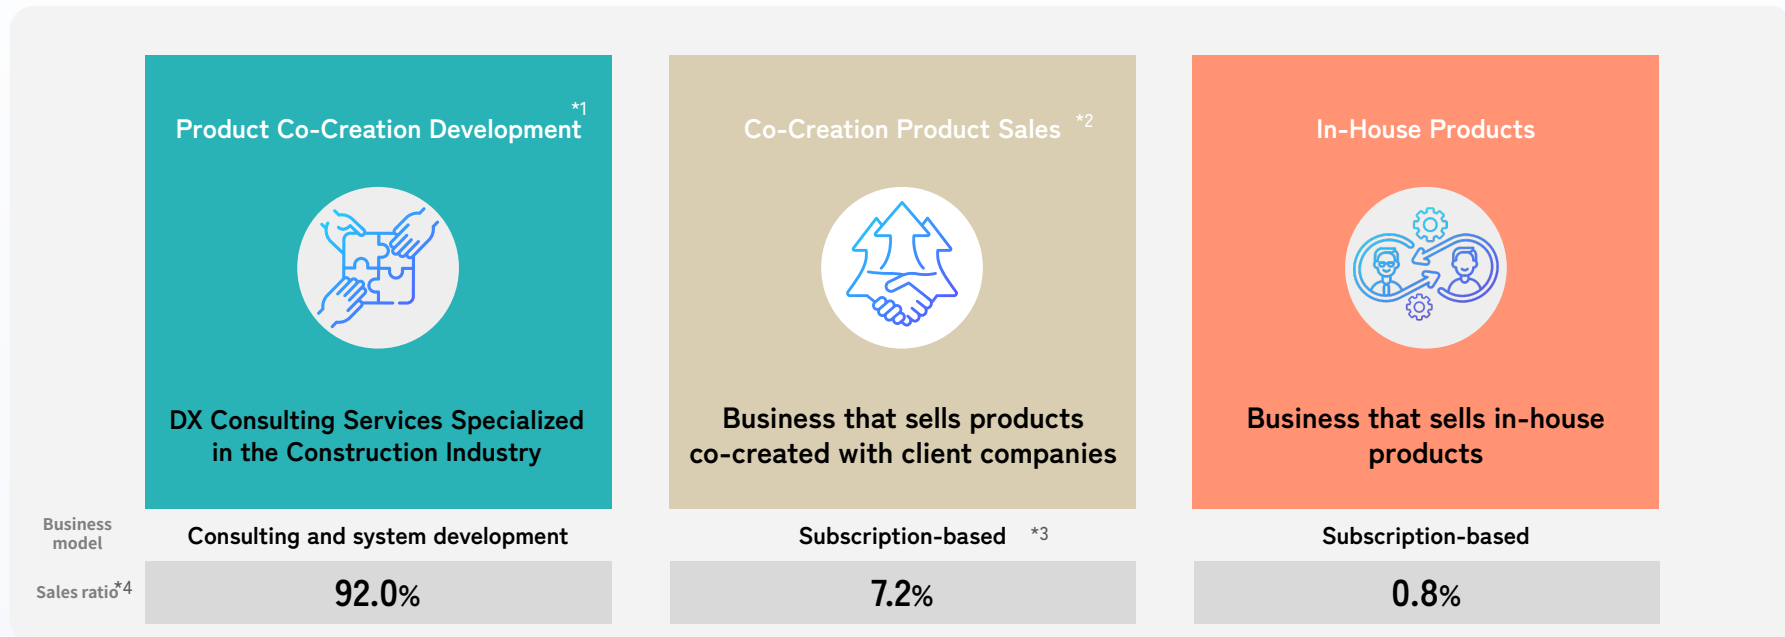 Product Co-Creation Development *1
Co-Creation Product Sales *2
In-House Products
DX Consulting Services Specialized
in the Construction Industry
Business that sells products
co-created with client companies
Business that sells in-house
products
Business
model
Consulting and system development
Subscription-based *3
Subscription-based
Sales ratio*4
92.0%
7.2%
0.8%